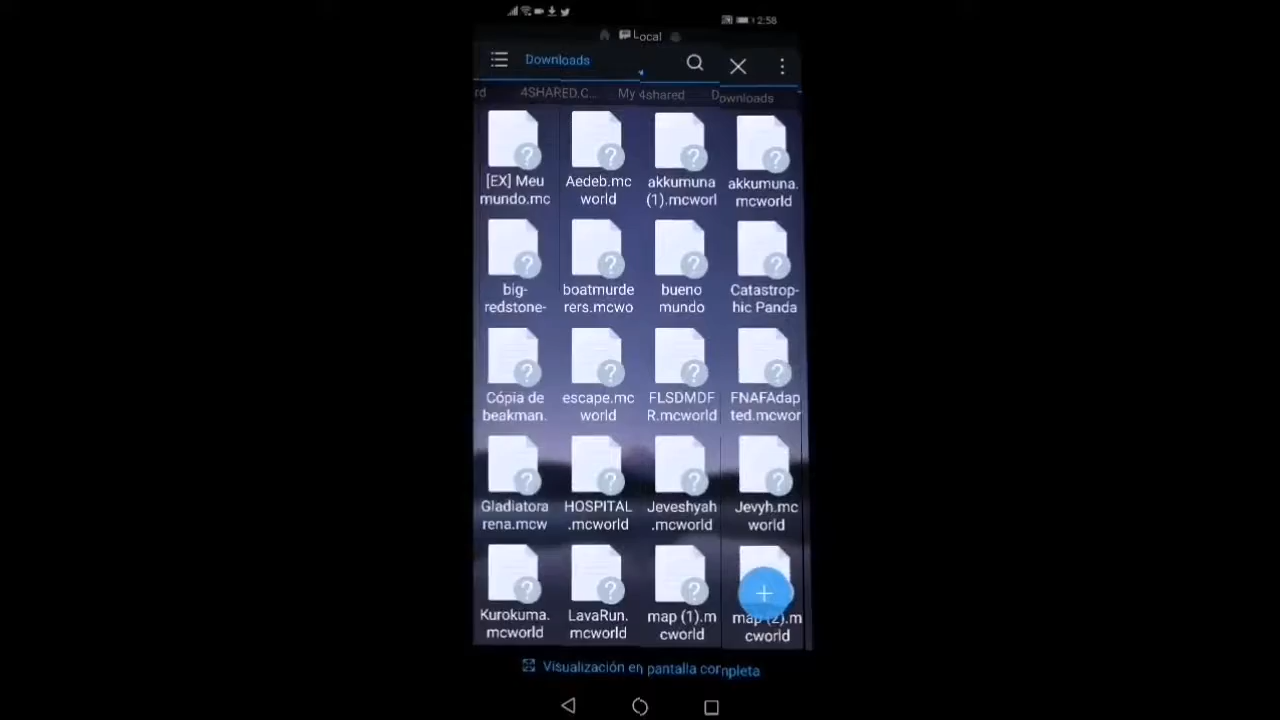 2:58
Local
Downloads
rd 4SHARED.C... My 4shared Downloads
[EX] Meu
mundo.mc
Aedeb.mc
world
akkumuna
(1).mcworl
akkumuna.
mcworld
big-
redstone-
boatmurde
rers.mcwo
bueno
mundo
Catastrop-
hic Panda
Cópia de
beakman.
escape.mc
world
FLSDMDF
R.mcworld
FNAFAdap
ted.mcwor
Gladiatora
rena.mcw
HOSPITAL
.mcworld
Jeveshyah
.mcworld
Jevyh.mc
world
Kurokuma.
mcworld
LavaRun.
mcworld
map (1).m
cworld
map (2).m
cworld
Visualización en pantalla completa